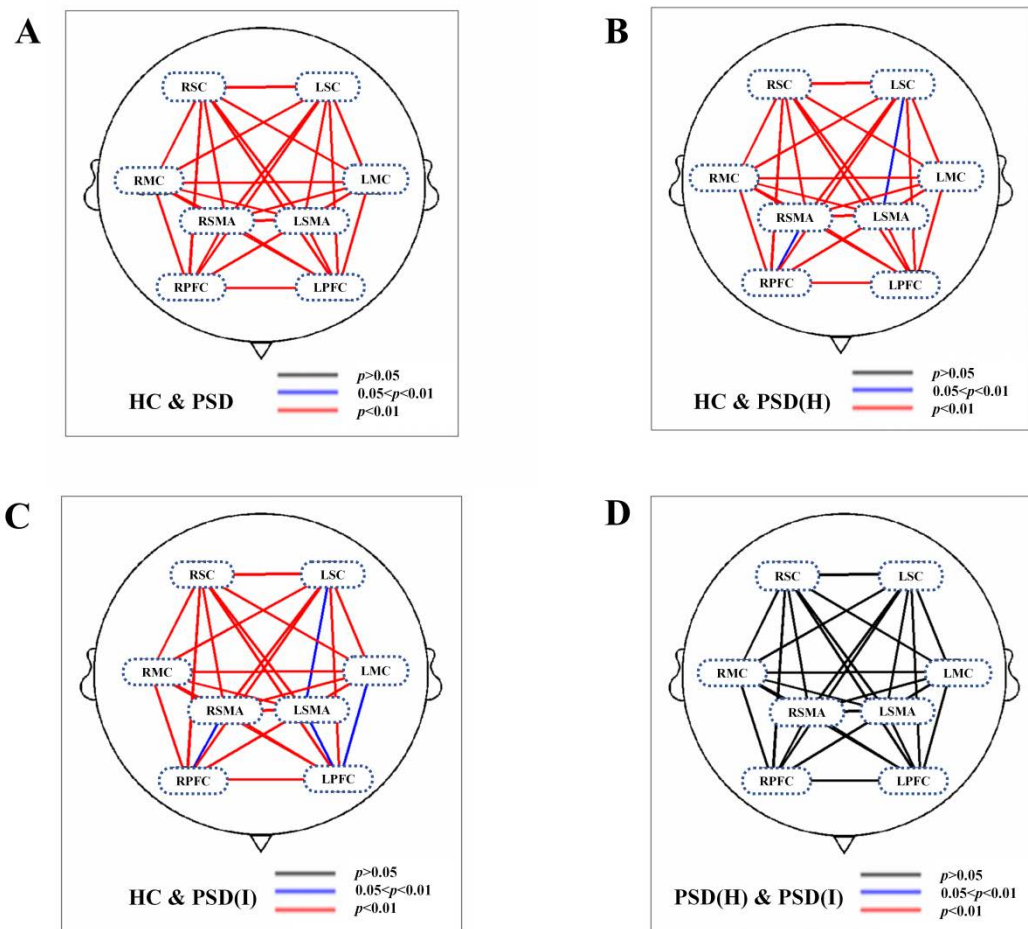 A
RSC LSC
RMC LMC
RSMA LSMA
RPFC LPFC
p>0.05
0.05<p<0.01
p<0.01
HC & PSD
B
RSC LSC
RMC LMC
RSMA LSMA
RPFC LPFC
p>0.05
0.05<p<0.01
p<0.01
HC & PSD(H)
C
RSC LSC
RMC LMC
RSMA LSMA
RPFC LPFC
p>0.05
0.05<p<0.01
p<0.01
HC & PSD(I)
D
RSC LSC
RMC LMC
RSMA LSMA
RPFC LPFC
p>0.05
0.05<p<0.01
p<0.01
PSD(H) & PSD(I)